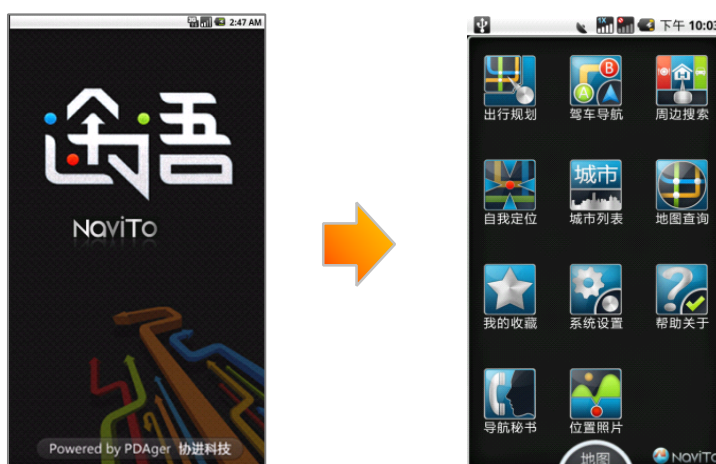 2:47 AM
途语
NaviTo
Powered by PDAger 协进科技
1X
下午 10:03
B
A
出行规划
驾车导航
周边搜索
城市
自我定位
城市列表
地图查询
我的收藏
系统设置
帮助关于
导航秘书
位置照片
地图
NaviTo